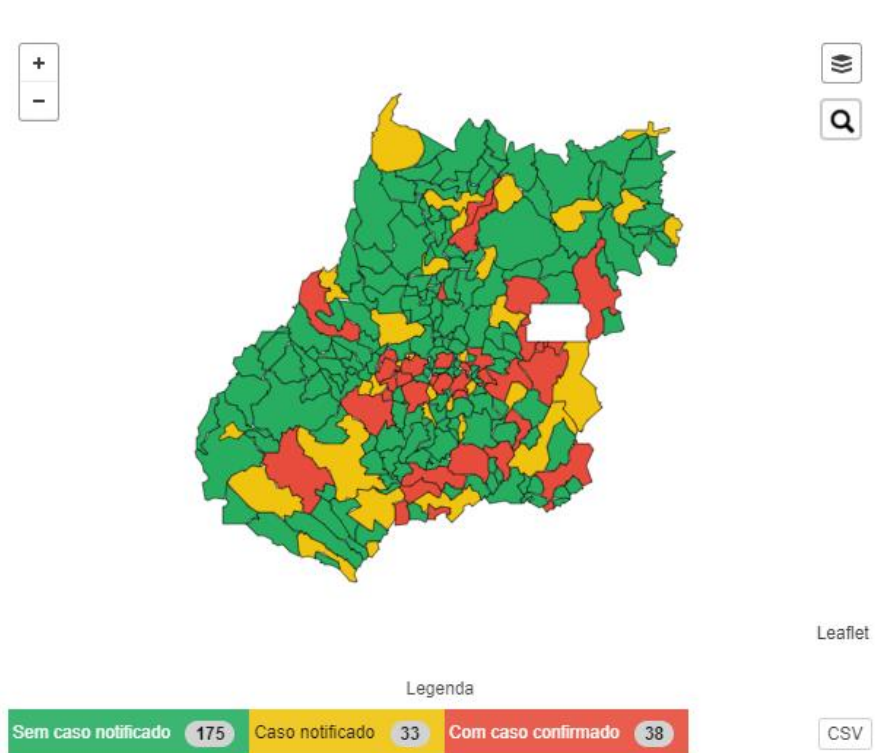 +
−
Leaflet
Legenda
Sem caso notificado 175 Caso notificado 33 Com caso confirmado 38
CSV